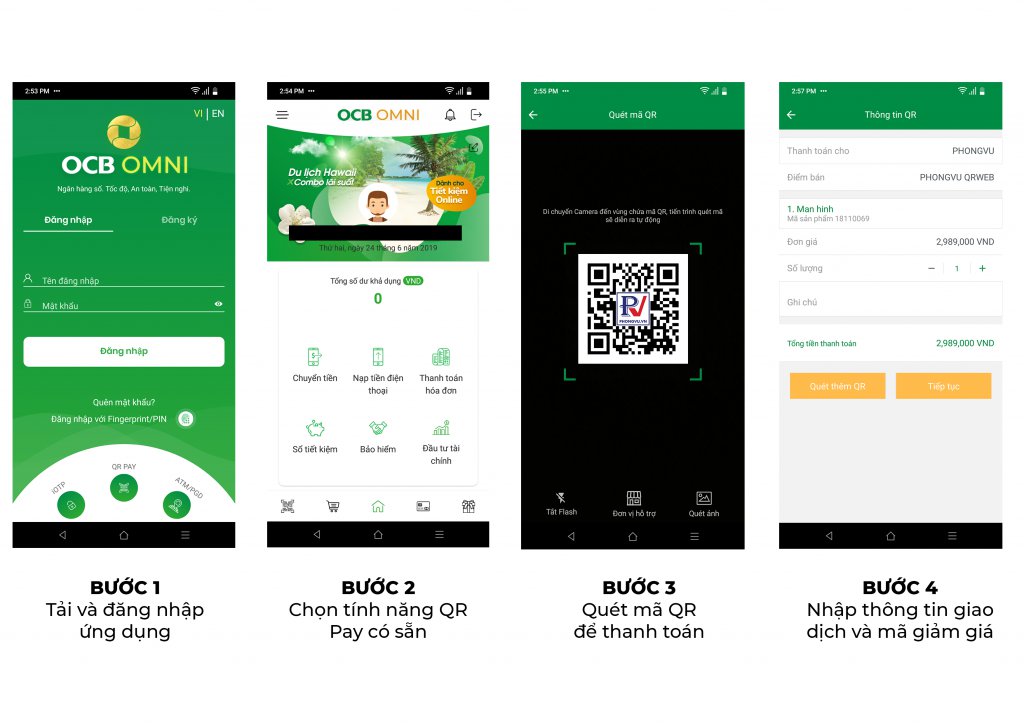 2:53 PM •••
VI | EN
OCB OMNI
Ngân hàng số. Tốc độ, An toàn, Tiện nghi.
Đăng nhập
Đăng ký
Tên đăng nhập
Mật khẩu
Đăng nhập
Quên mật khẩu?
Đăng nhập với Fingerprint/PIN
iOTP
QR PAY
ATM/PGD
BƯỚC 1
Tải và đăng nhập
ứng dụng
2:54 PM •••
OCB OMNI
Du lịch Hawaii
Combo lãi suất
Dành cho
Tiết kiệm
Online
Thứ hai, ngày 24 tháng 6 năm 2019
Tổng số dư khả dụng VND
0
Chuyển tiền
Nạp tiền điện
thoại
Thanh toán
hóa đơn
Sổ tiết kiệm
Bảo hiểm
Đầu tư tài
chính
BƯỚC 2
Chọn tính năng QR
Pay có sẵn
2:55 PM •••
Quét mã QR
Di chuyển Camera đến vùng chứa mã QR, tiến trình quét mã
sẽ diễn ra tự động
PV
PHONGVU.VN
Tắt Flash
Đơn vị hỗ trợ
Quét ảnh
BƯỚC 3
Quét mã QR
để thanh toán
2:57 PM •••
Thông tin QR
Thanh toán cho PHONGVU
Điểm bán PHONGVU QRWEB
1. Man hinh
Mã sản phẩm 18110069
Đơn giá 2,989,000 VND
Số lượng − 1 +
Ghi chú
Tổng tiền thanh toán 2,989,000 VND
Quét thêm QR
Tiếp tục
BƯỚC 4
Nhập thông tin giao
dịch và mã giảm giá